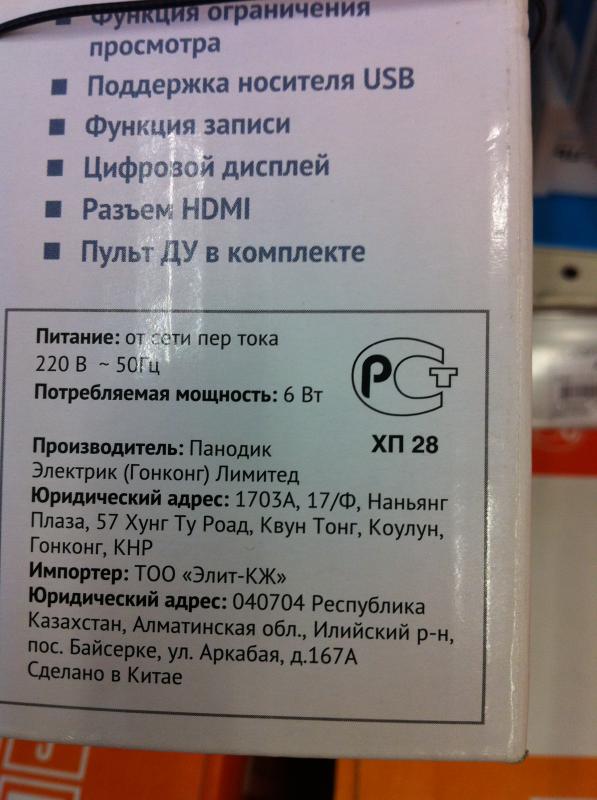 Функция ограничения
просмотра
Поддержка носителя USB
Функция записи
Цифровой дисплей
Разъем HDMI
Пульт ДУ в комплекте
Питание: от сети пер тока
220 В ~ 50Гц
Потребляемая мощность: 6 Вт
РСТ
ХП 28
Производитель: Панодик
Электрик (Гонконг) Лимитед
Юридический адрес: 1703А, 17/Ф, Наньянг
Плаза, 57 Хунг Ту Роад, Квун Тонг, Коулун,
Гонконг, КНР
Импортер: ТОО «Элит-КЖ»
Юридический адрес: 040704 Республика
Казахстан, Алматинская обл., Илийский р-н,
пос. Байсерке, ул. Аркабая, д.167А
Сделано в Китае